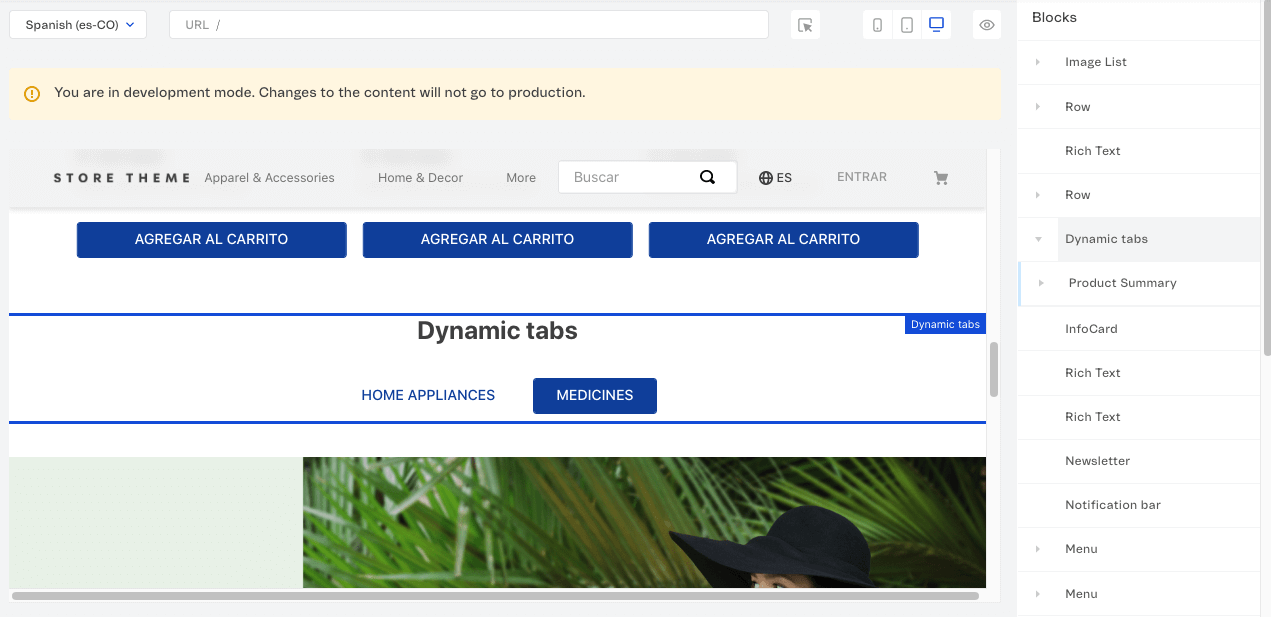 Spanish (es-CO)
URL /
You are in development mode. Changes to the content will not go to production.
STORE THEME Apparel & Accessories Home & Decor More Buscar ES ENTRAR
AGREGAR AL CARRITO AGREGAR AL CARRITO AGREGAR AL CARRITO
Dynamic tabs
Dynamic tabs
HOME APPLIANCES MEDICINES
Blocks
Image List
Row
Rich Text
Row
Dynamic tabs
Product Summary
InfoCard
Rich Text
Rich Text
Newsletter
Notification bar
Menu
Menu